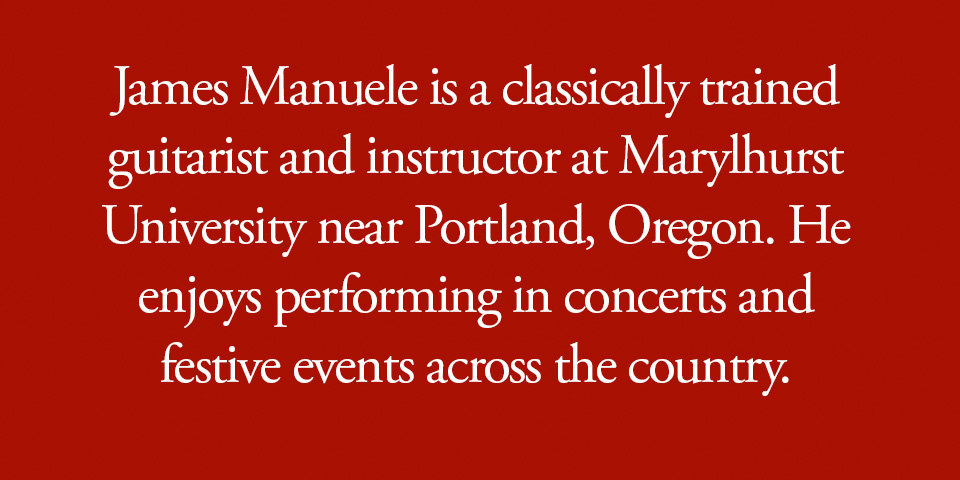 James Manuele is a classically trained
guitarist and instructor at Marylhurst
University near Portland, Oregon. He
enjoys performing in concerts and
festive events across the country.